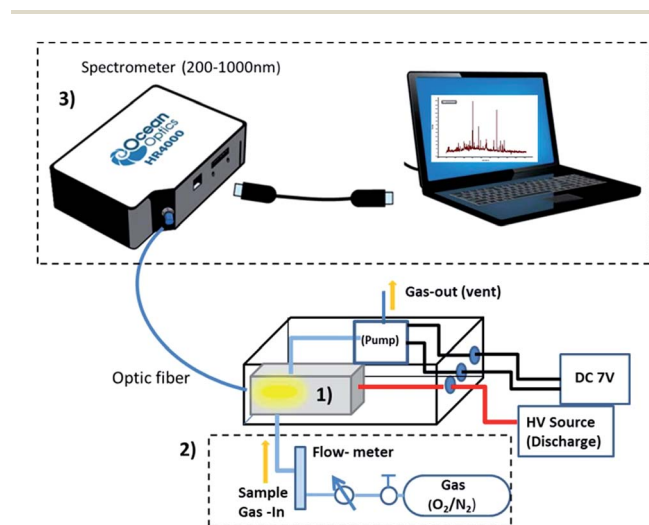 Spectrometer (200-1000nm)
3)
Ocean
Optics
HR4000
Gas-out (vent)
(Pump)
Optic fiber
1)
DC 7V
HV Source
(Discharge)
2)
Flow- meter
Sample
Gas -In
Gas
(O₂/N₂)